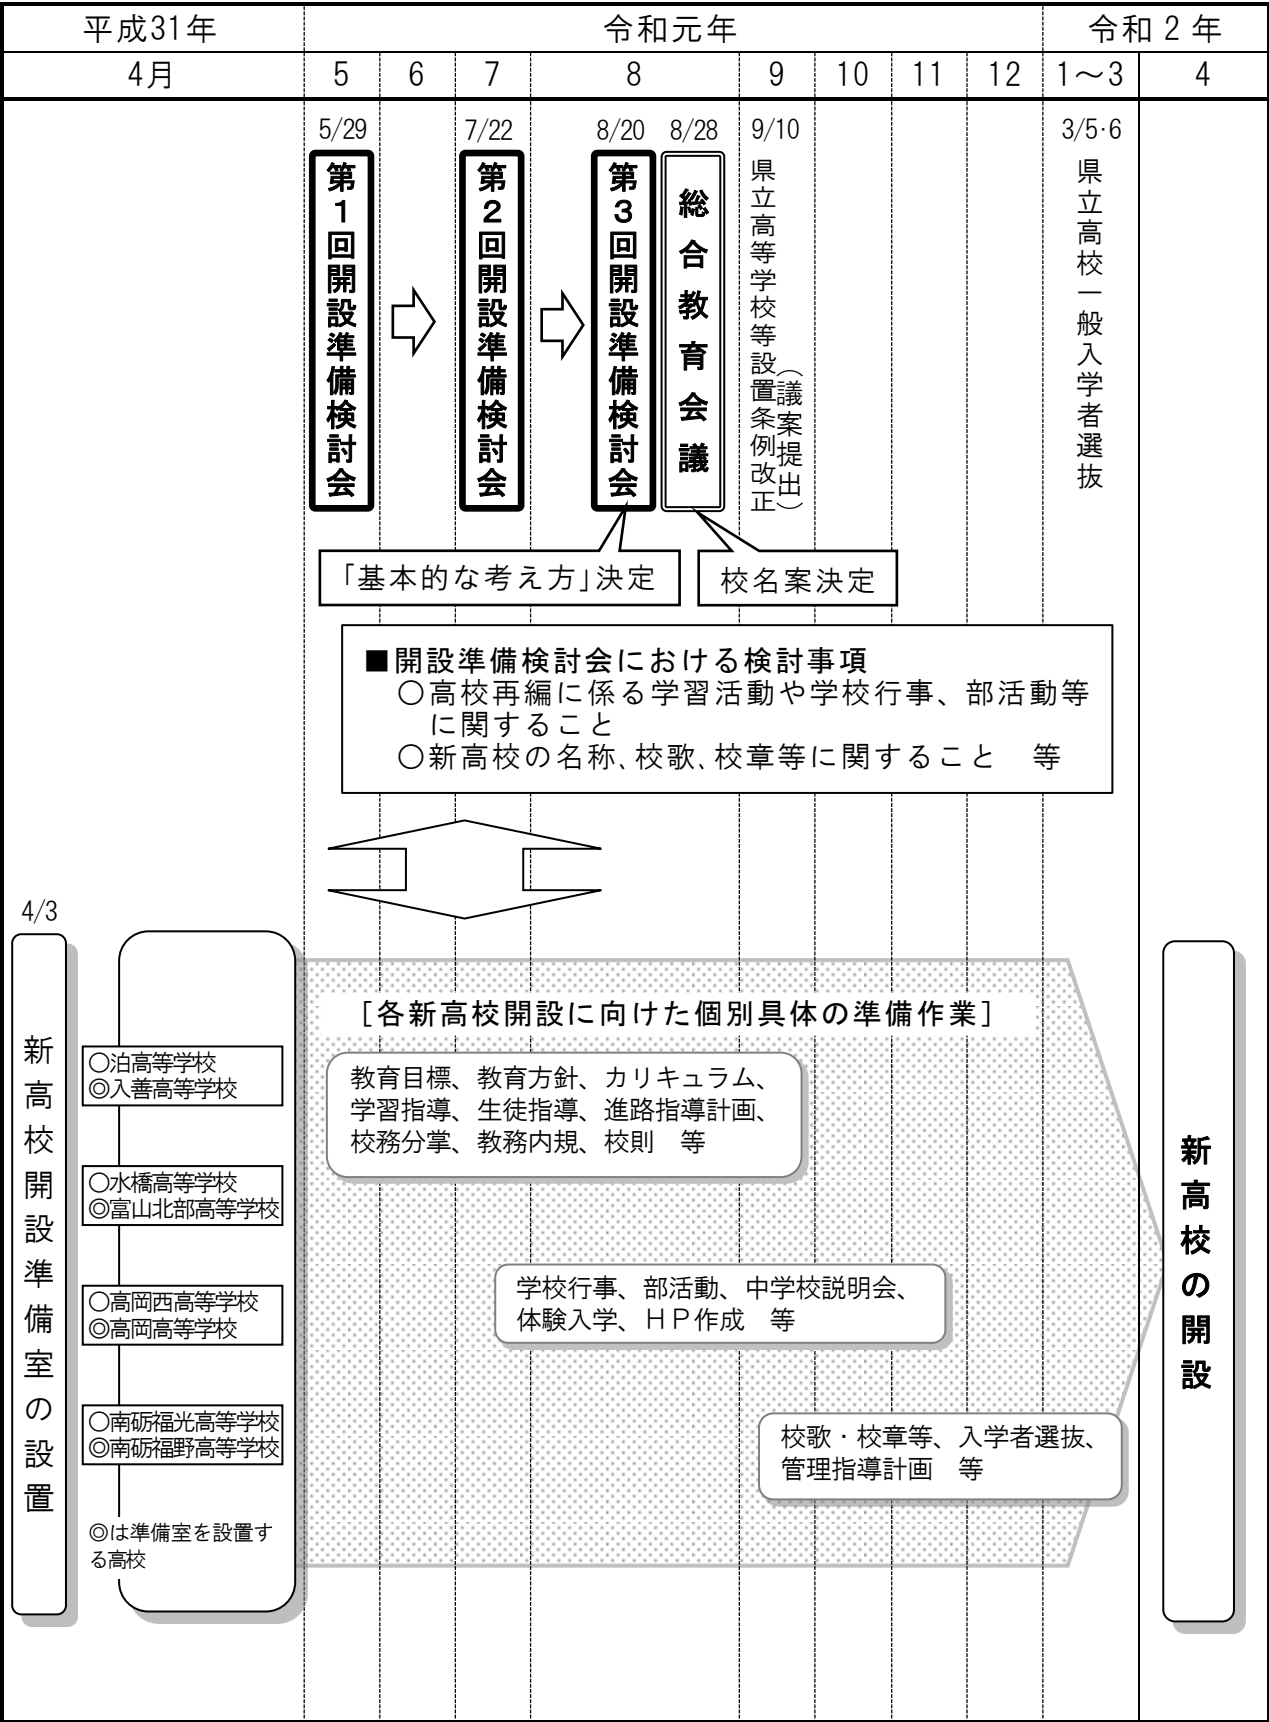 平成31年
令和元年
令和２年
4月
5
6
7
8
9
10
11
12
1～3
4
5/29
第１回開設準備検討会
7/22
第２回開設準備検討会
8/20
第３回開設準備検討会
8/28
総合教育会議
9/10
県立高等学校等設置条例改正
（議案提出）
3/5·6
県立高校一般入学者選抜
「基本的な考え方」決定
校名案決定
■開設準備検討会における検討事項
○高校再編に係る学習活動や学校行事、部活動等
に関すること
○新高校の名称、校歌、校章等に関すること　等
4/3
新高校開設準備室の設置
○泊高等学校
◎入善高等学校
○水橋高等学校
◎富山北部高等学校
○高岡西高等学校
◎高岡高等学校
○南砺福光高等学校
◎南砺福野高等学校
◎は準備室を設置す
る高校
［各新高校開設に向けた個別具体の準備作業］
教育目標、教育方針、カリキュラム、
学習指導、生徒指導、進路指導計画、
校務分掌、教務内規、校則　等
学校行事、部活動、中学校説明会、
体験入学、ＨＰ作成　等
校歌・校章等、入学者選抜、
管理指導計画　等
新高校の開設